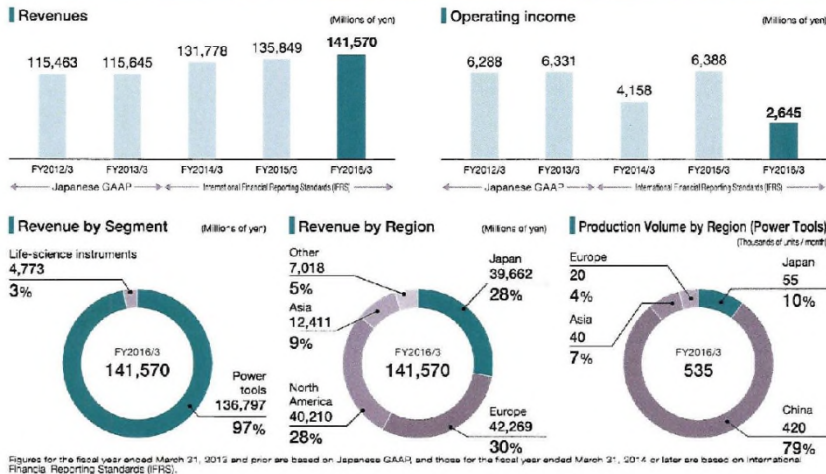 Revenues (Millions of yen)
115,463 115,645 131,778 135,849 141,570
FY2012/3 FY2013/3 FY2014/3 FY2015/3 FY2016/3
Japanese GAAP International Financial Reporting Standards (IFRS)
Operating income (Millions of yen)
6,288 6,331 4,158 6,388 2,645
FY2012/3 FY2013/3 FY2014/3 FY2015/3 FY2016/3
Japanese GAAP International Financial Reporting Standards (IFRS)
Revenue by Segment (Millions of yen)
Life-science instruments
4,773
3%
FY2016/3
141,570
Power
tools
136,797
97%
Revenue by Region (Millions of yen)
Other
7,018
5%
Asia
12,411
9%
North
America
40,210
28%
FY2016/3
141,570
Japan
39,662
28%
Europe
42,269
30%
Production Volume by Region (Power Tools)
(Thousands of units / month)
Europe
20
4%
Asia
40
7%
FY2016/3
535
Japan
55
10%
China
420
79%
Figures for the fiscal year ended March 31, 2013 and prior are based on Japanese GAAP, and those for the fiscal year ended March 31, 2014 or later are based on International
Financial Reporting Standards (IFRS).